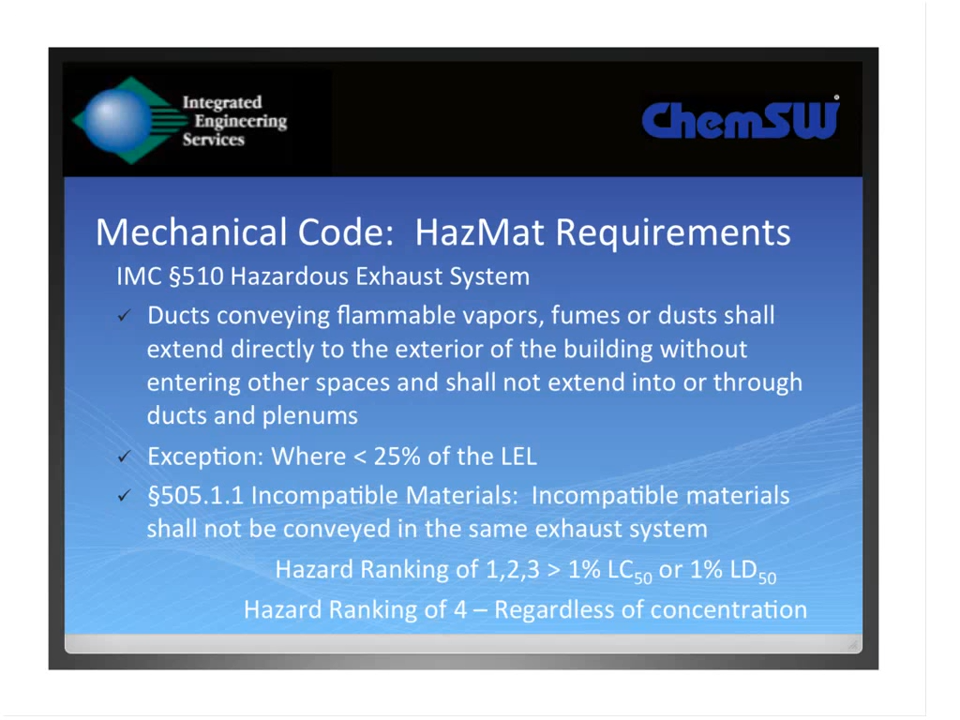 Integrated
Engineering
Services
ChemSW®
Mechanical Code: HazMat Requirements
IMC §510 Hazardous Exhaust System
✓ Ducts conveying flammable vapors, fumes or dusts shall
extend directly to the exterior of the building without
entering other spaces and shall not extend into or through
ducts and plenums
✓ Exception: Where < 25% of the LEL
✓ §505.1.1 Incompatible Materials: Incompatible materials
shall not be conveyed in the same exhaust system
Hazard Ranking of 1,2,3 > 1% LC50 or 1% LD50
Hazard Ranking of 4 – Regardless of concentration